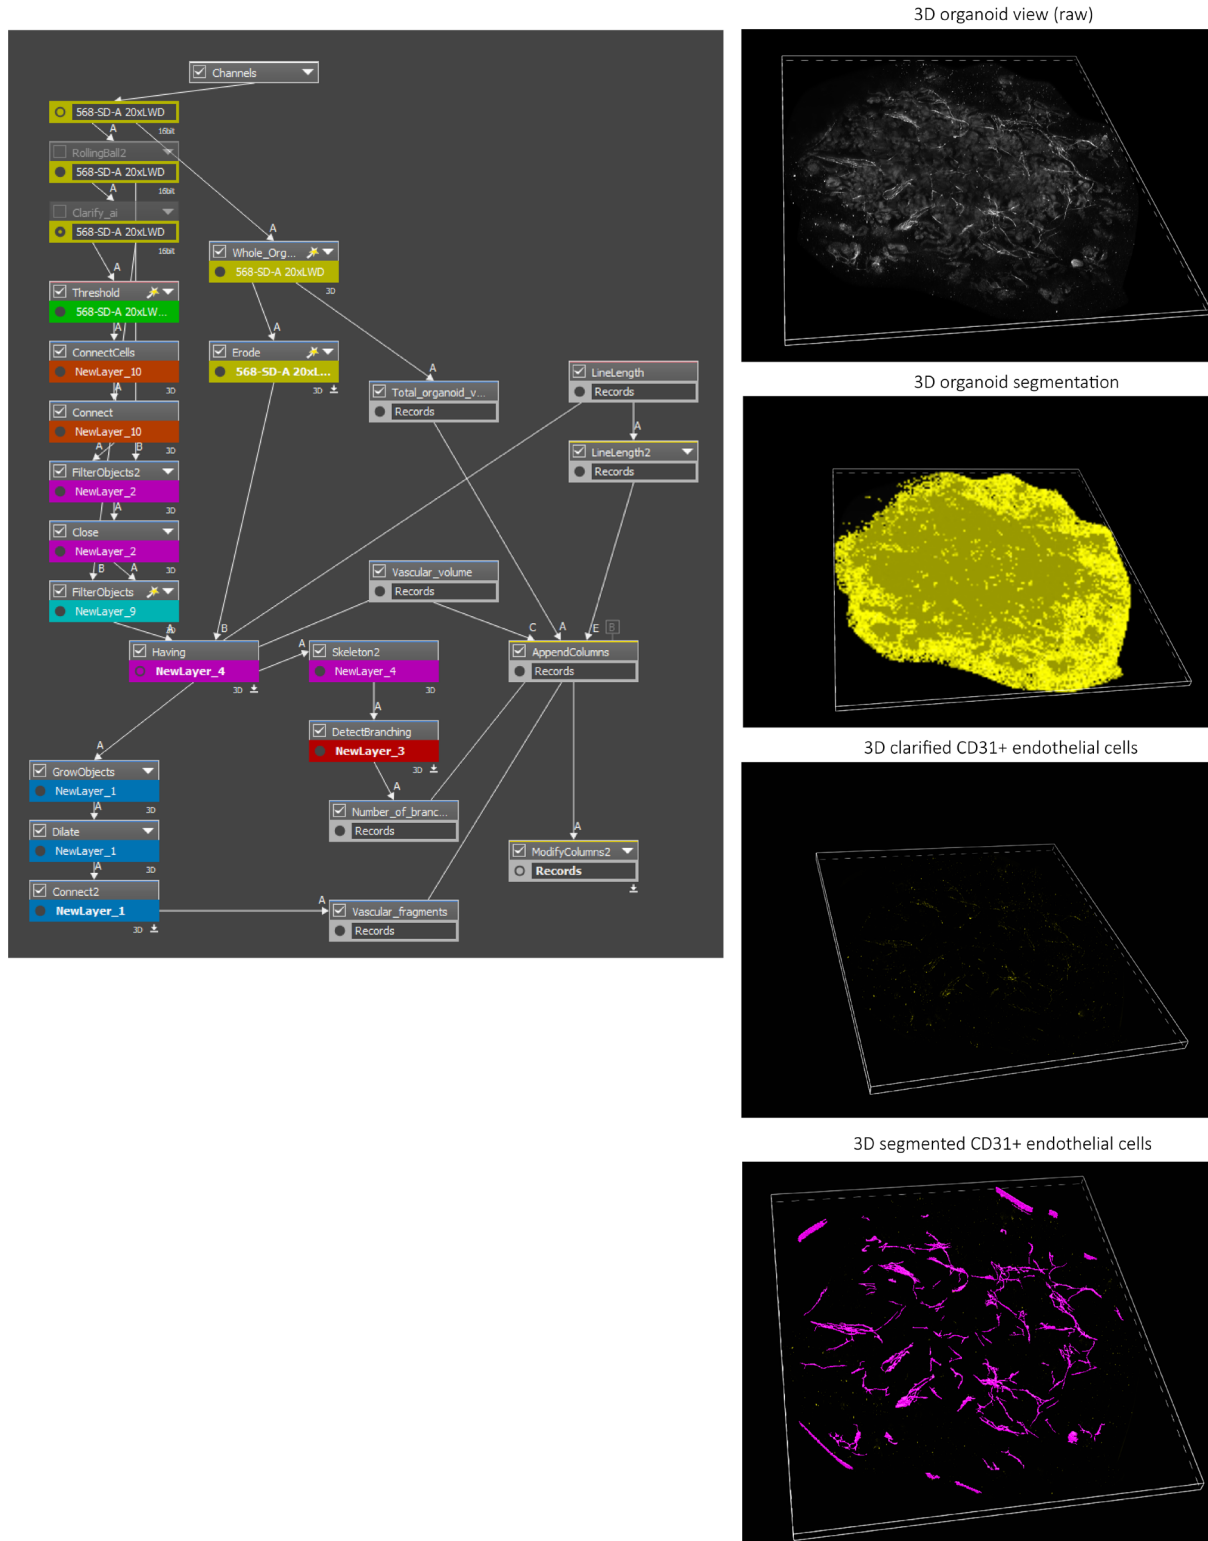 3D organoid view (raw)
Channels
568-SD-A 20xLWD
16bit
A
RollingBall2
568-SD-A 20xLWD
16bit
A
Clarify_ai
568-SD-A 20xLWD
16bit
A
A
Whole_Org...
568-SD-A 20xLWD
3D
Threshold
568-SD-A 20xLW...
A
A
ConnectCells
NewLayer_10
3D
Erode
568-SD-A 20xL...
3D
A
LineLength
Records
A
Total_organoid_v...
Records
3D organoid segmentation
A
Connect
NewLayer_10
3D
A
B
A
LineLength2
Records
FilterObjects2
NewLayer_2
3D
A
Close
NewLayer_2
3D
B
A
Vascular_volume
Records
FilterObjects
NewLayer_9
3D
A
B
C
A
E
B
Having
NewLayer_4
3D
A
Skeleton2
NewLayer_4
3D
AppendColumns
Records
A
DetectBranching
NewLayer_3
3D
3D clarified CD31+ endothelial cells
A
GrowObjects
NewLayer_1
3D
A
Number_of_branc...
Records
A
Dilate
NewLayer_1
3D
A
ModifyColumns2
Records
A
Connect2
NewLayer_1
3D
A
Vascular_fragments
Records
3D segmented CD31+ endothelial cells